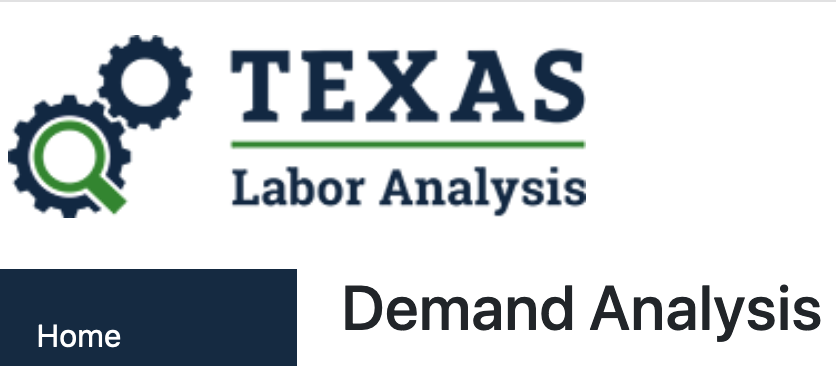 TEXAS
Labor Analysis
Demand Analysis
Home